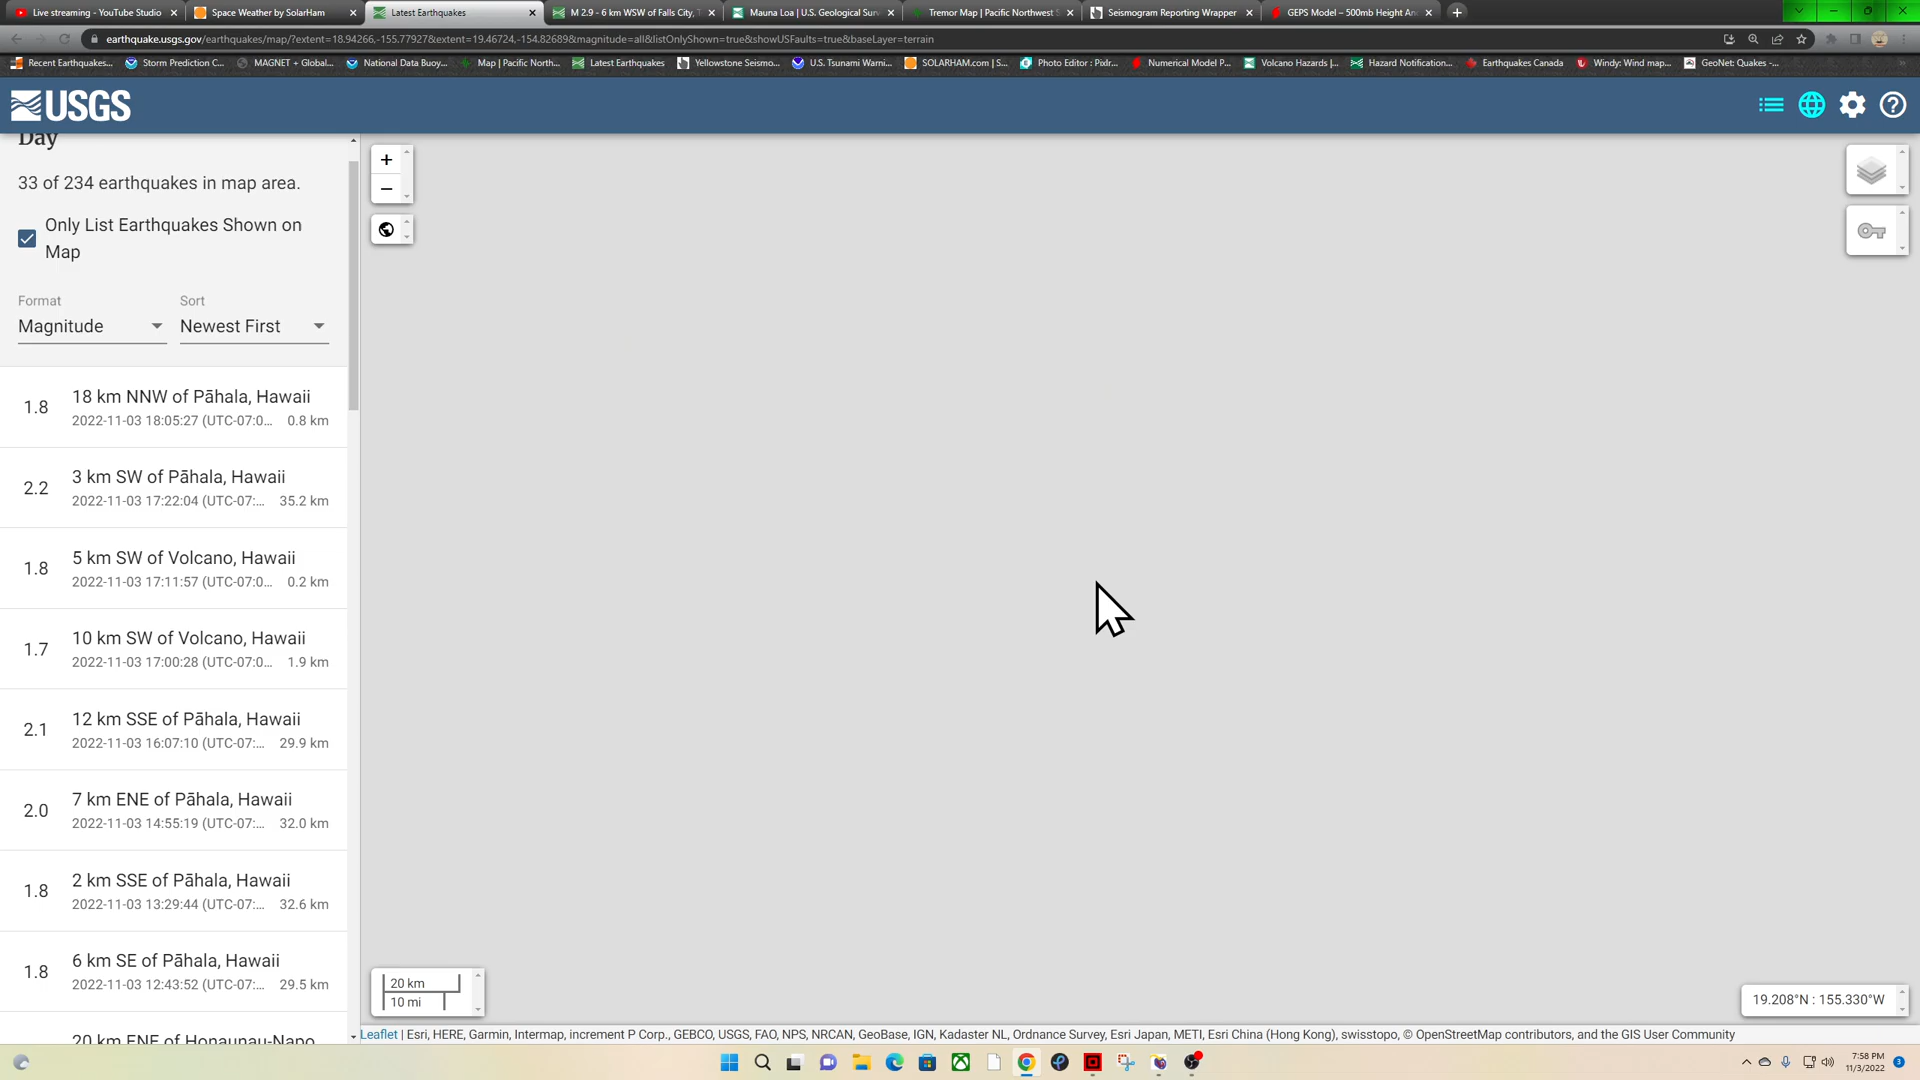 Live streaming - YouTube Studio
Space Weather by SolarHam
Latest Earthquakes
M 2.9 - 6 km WSW of Falls City,
Mauna Loa | U.S. Geological Surv
Tremor Map | Pacific Northwest S
Seismogram Reporting Wrapper
GEPS Model – 500mb Height An
earthquake.usgs.gov/earthquakes/map/?extent=18.94266,-155.77927&extent=19.46724,-154.82689&magnitude=all&listOnlyShown=true&showUSFaults=true&baseLayer=terrain
Recent Earthquakes...
Storm Prediction C...
MAGNET + Global...
National Data Buoy...
Map | Pacific North...
Latest Earthquakes
Yellowstone Seismo...
U.S. Tsunami Warni...
SOLARHAM.com | S...
Photo Editor : Pixlr...
Numerical Model P...
Volcano Hazards |...
Hazard Notification...
Earthquakes Canada
Windy: Wind map...
GeoNet: Quakes -...
USGS
Day
33 of 234 earthquakes in map area.
Only List Earthquakes Shown on
Map
Format
Sort
Magnitude
Newest First
1.8
18 km NNW of Pāhala, Hawaii
2022-11-03 18:05:27 (UTC-07:0... 0.8 km
2.2
3 km SW of Pāhala, Hawaii
2022-11-03 17:22:04 (UTC-07:... 35.2 km
1.8
5 km SW of Volcano, Hawaii
2022-11-03 17:11:57 (UTC-07:0... 0.2 km
1.7
10 km SW of Volcano, Hawaii
2022-11-03 17:00:28 (UTC-07:0... 1.9 km
2.1
12 km SSE of Pāhala, Hawaii
2022-11-03 16:07:10 (UTC-07:... 29.9 km
2.0
7 km ENE of Pāhala, Hawaii
2022-11-03 14:55:19 (UTC-07:... 32.0 km
1.8
2 km SSE of Pāhala, Hawaii
2022-11-03 13:29:44 (UTC-07:... 32.6 km
1.8
6 km SE of Pāhala, Hawaii
2022-11-03 12:43:52 (UTC-07:... 29.5 km
20 km ENE of Honaunau-Napo
20 km
10 mi
19.208°N : 155.330°W
Leaflet | Esri, HERE, Garmin, Intermap, increment P Corp., GEBCO, USGS, FAO, NPS, NRCAN, GeoBase, IGN, Kadaster NL, Ordnance Survey, Esri Japan, METI, Esri China (Hong Kong), swisstopo, © OpenStreetMap contributors, and the GIS User Community
7:58 PM
11/3/2022
3